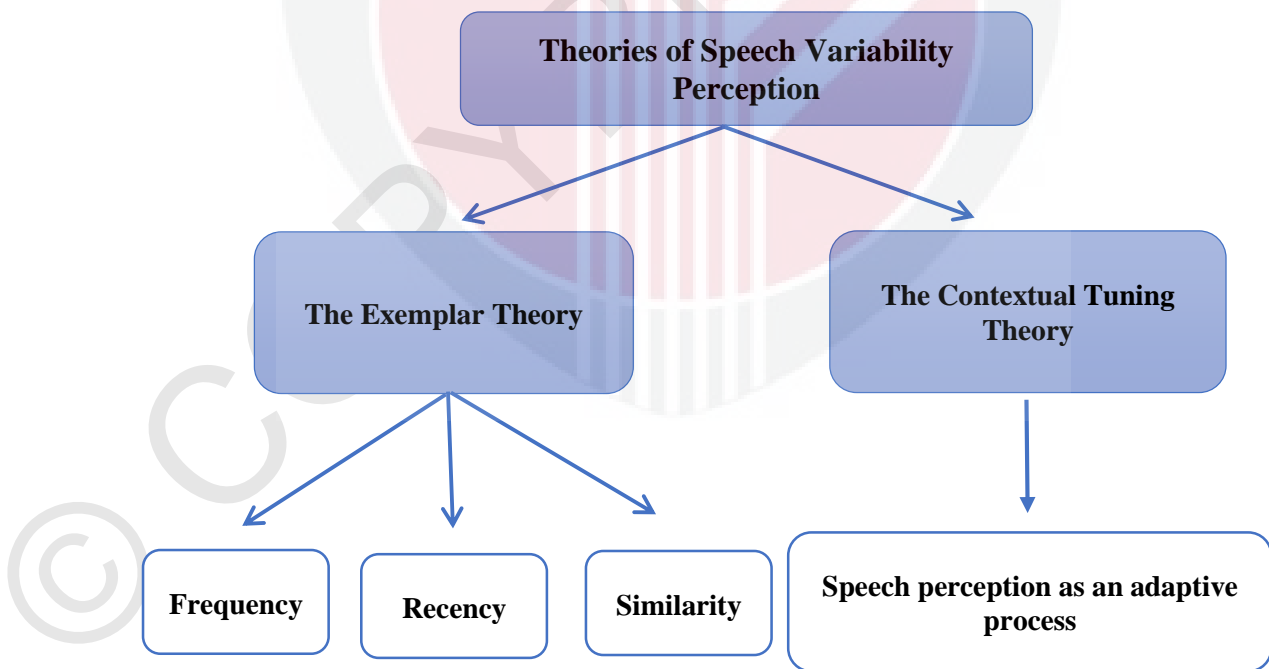 Theories of Speech Variability
Perception
The Exemplar Theory
The Contextual Tuning
Theory
Frequency
Recency
Similarity
Speech perception as an adaptive
process